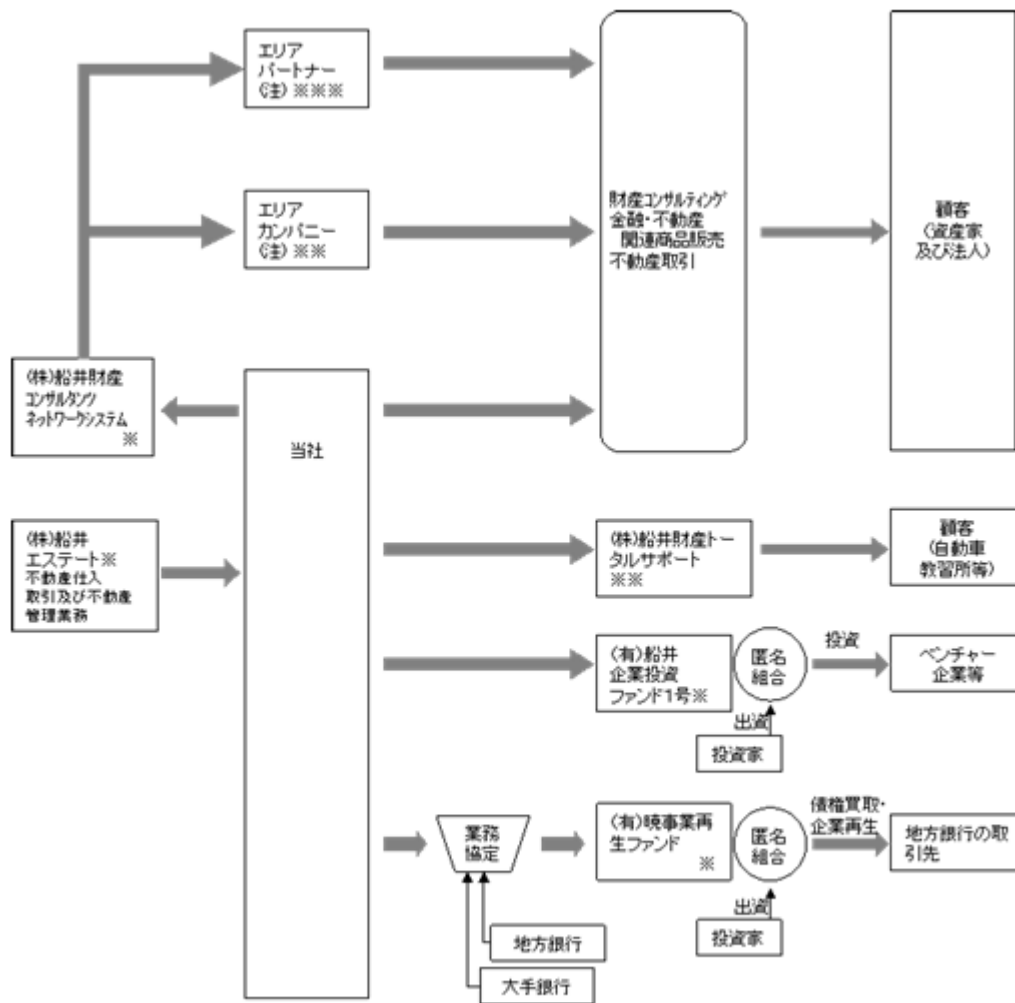 エリア
パートナー
(注) ※※※
エリア
カンパニー
(注) ※※
財産コンサルティング
金融・不動産
関連商品販売
不動産取引
顧客
(資産家
及び法人)
(株)船井財産
コンサルタンツ
ネットワークシステム
※
当社
(株)船井
エステート※
不動産仕入
取引及び不動産
管理業務
(株)船井財産トー
タルサポート
※※
顧客
(自動車
教習所等)
(有)船井
企業投資
ファンド1号※
匿名
組合
投資
ベンチャー
企業等
出資
投資家
業務
協定
(有)暁事業再
生ファンド
※
匿名
組合
債権買取・
企業再生
地方銀行の取
引先
出資
投資家
地方銀行
大手銀行